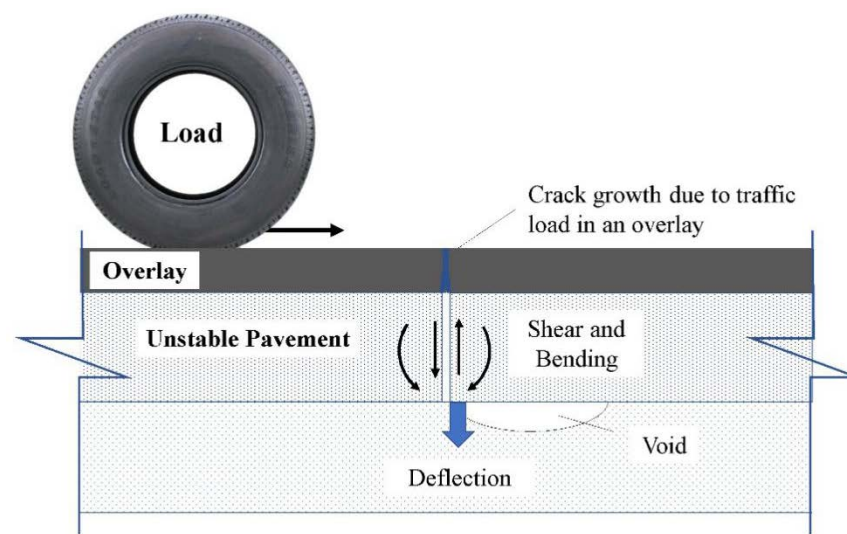 Load
Crack growth due to traffic
load in an overlay
Overlay
Unstable Pavement
Shear and
Bending
Void
Deflection